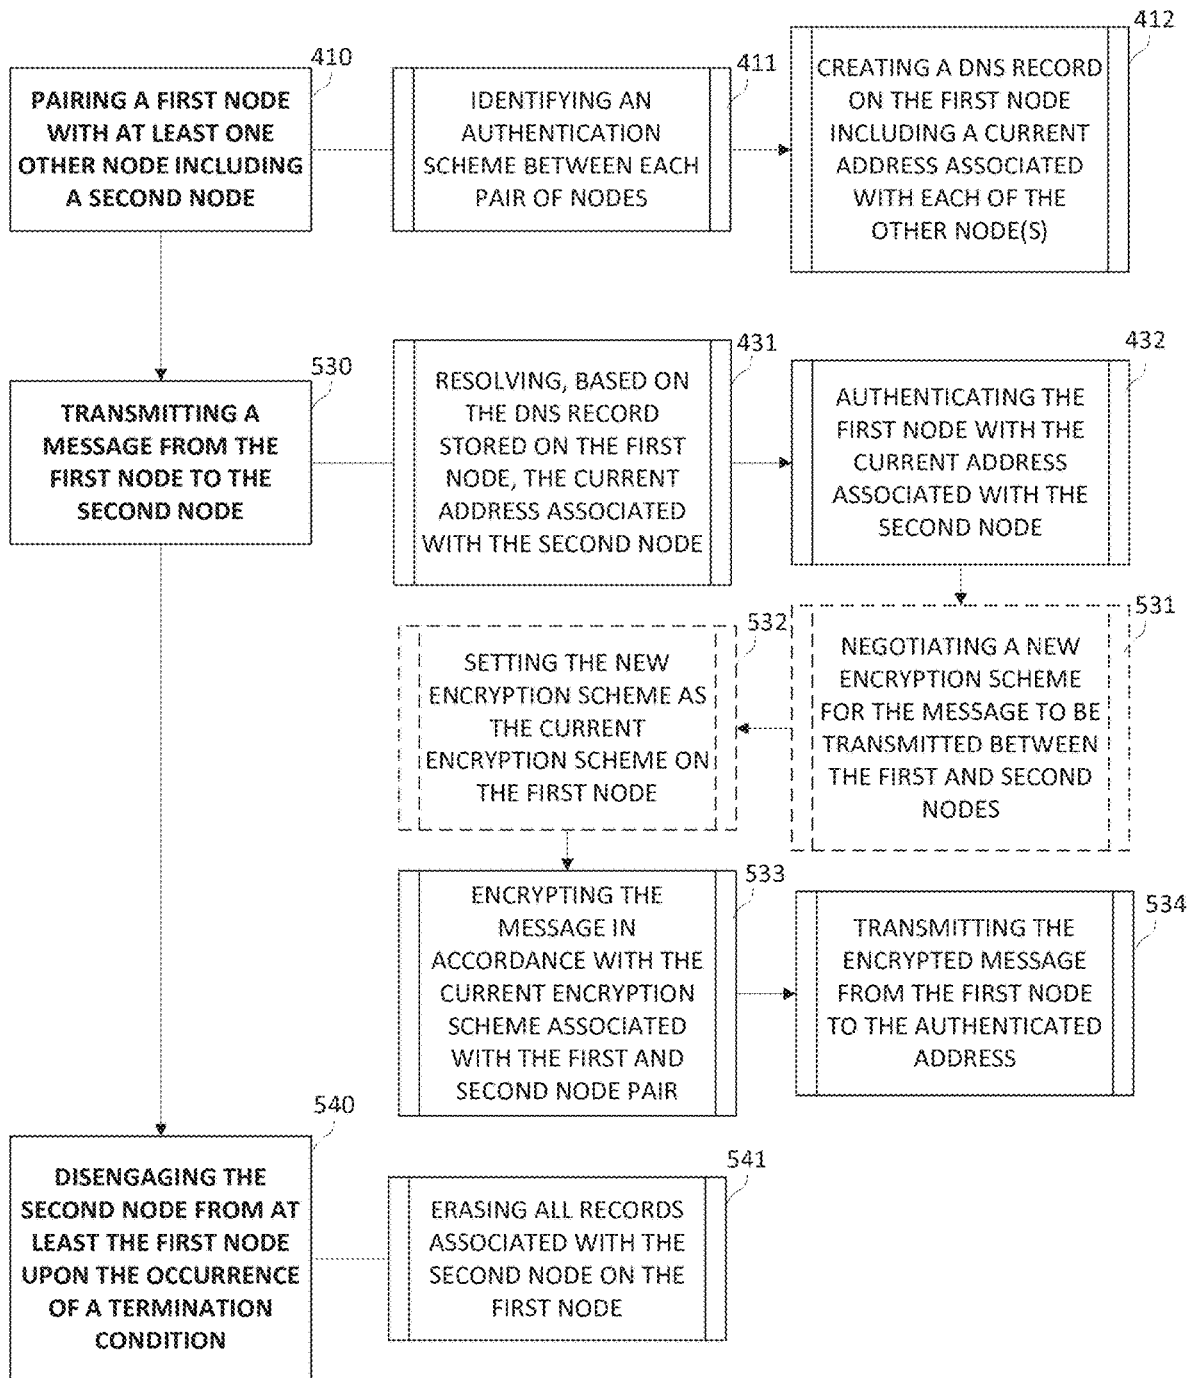 410
PAIRING A FIRST NODE
WITH AT LEAST ONE
OTHER NODE INCLUDING
A SECOND NODE
411
IDENTIFYING AN
AUTHENTICATION
SCHEME BETWEEN EACH
PAIR OF NODES
412
CREATING A DNS RECORD
ON THE FIRST NODE
INCLUDING A CURRENT
ADDRESS ASSOCIATED
WITH EACH OF THE
OTHER NODE(S)
530
TRANSMITTING A
MESSAGE FROM THE
FIRST NODE TO THE
SECOND NODE
431
RESOLVING, BASED ON
THE DNS RECORD
STORED ON THE FIRST
NODE, THE CURRENT
ADDRESS ASSOCIATED
WITH THE SECOND NODE
432
AUTHENTICATING THE
FIRST NODE WITH THE
CURRENT ADDRESS
ASSOCIATED WITH THE
SECOND NODE
531
NEGOTIATING A NEW
ENCRYPTION SCHEME
FOR THE MESSAGE TO BE
TRANSMITTED BETWEEN
THE FIRST AND SECOND
NODES
532
SETTING THE NEW
ENCRYPTION SCHEME AS
THE CURRENT
ENCRYPTION SCHEME ON
THE FIRST NODE
533
ENCRYPTING THE
MESSAGE IN
ACCORDANCE WITH THE
CURRENT ENCRYPTION
SCHEME ASSOCIATED
WITH THE FIRST AND
SECOND NODE PAIR
534
TRANSMITTING THE
ENCRYPTED MESSAGE
FROM THE FIRST NODE
TO THE AUTHENTICATED
ADDRESS
540
DISENGAGING THE
SECOND NODE FROM AT
LEAST THE FIRST NODE
UPON THE OCCURRENCE
OF A TERMINATION
CONDITION
541
ERASING ALL RECORDS
ASSOCIATED WITH THE
SECOND NODE ON THE
FIRST NODE